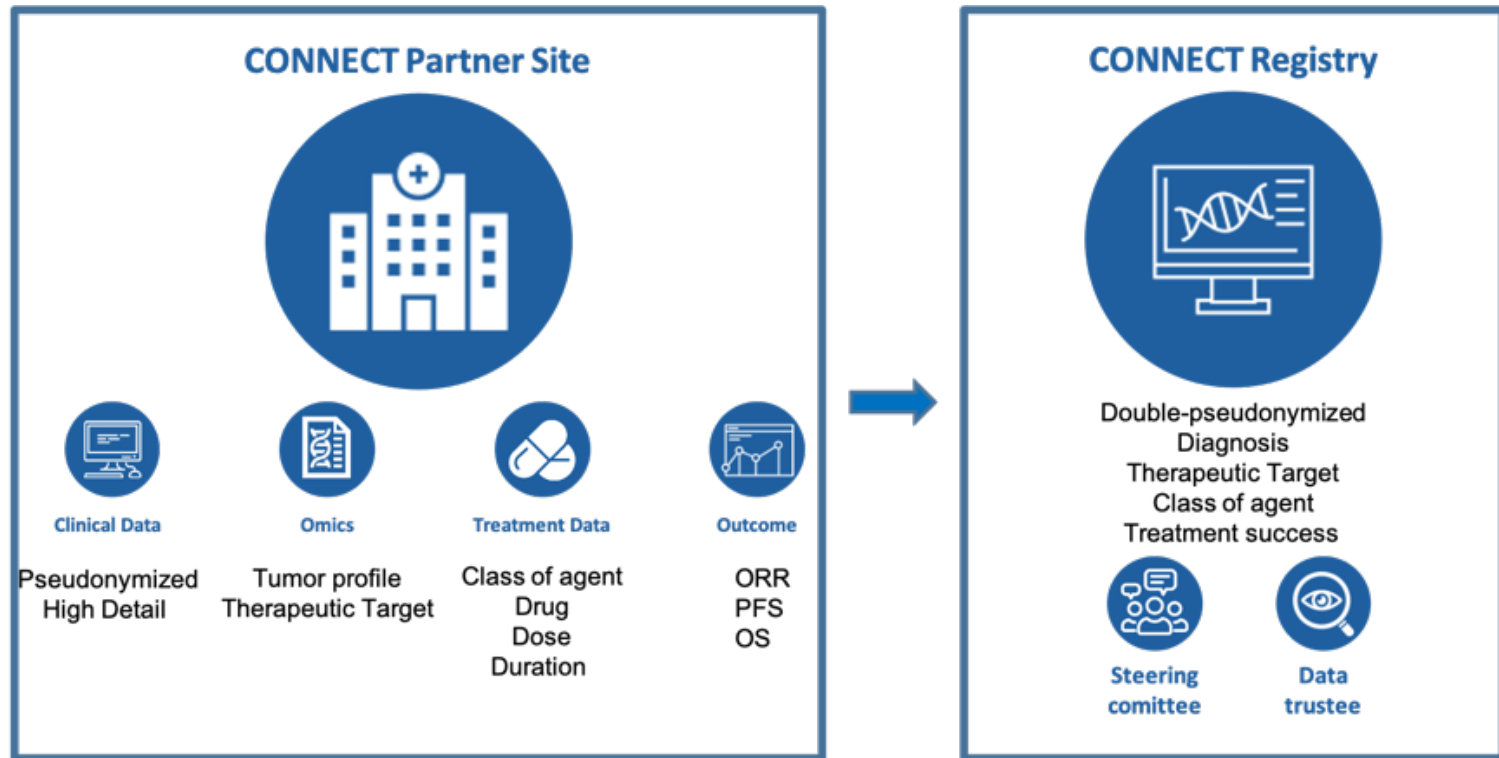 CONNECT Partner Site
Clinical Data
Pseudonymized
High Detail
Omics
Tumor profile
Therapeutic Target
Treatment Data
Class of agent
Drug
Dose
Duration
Outcome
ORR
PFS
OS
CONNECT Registry
Double-pseudonymized
Diagnosis
Therapeutic Target
Class of agent
Treatment success
Steering
comittee
Data
trustee